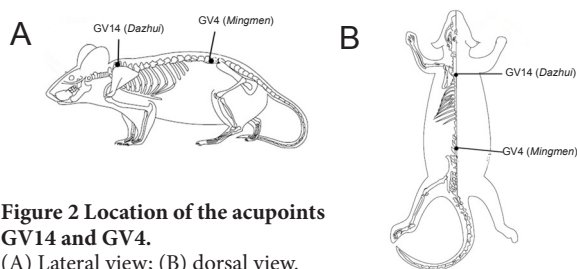 A
GV14 (Dazhui)
GV4 (Mingmen)
B
GV14 (Dazhui)
GV4 (Mingmen)
Figure 2 Location of the acupoints
GV14 and GV4.
(A) Lateral view; (B) dorsal view.